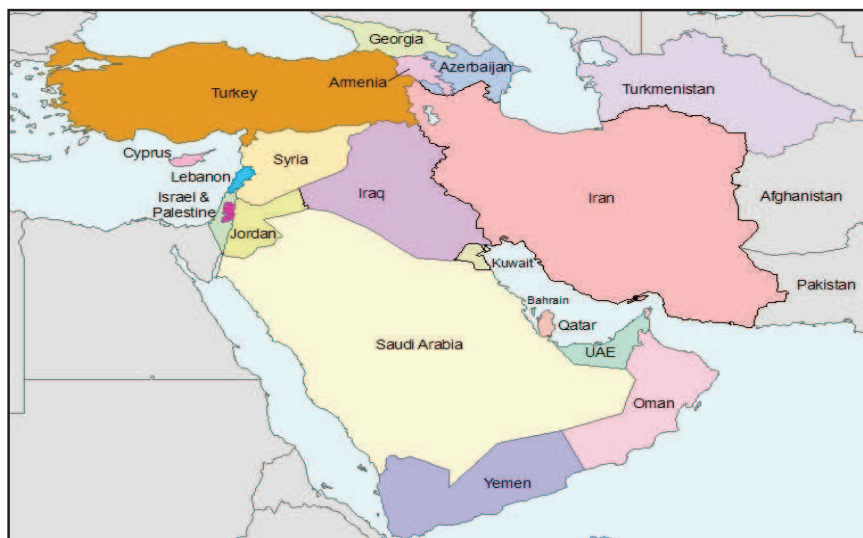 Georgia
Armenia
Azerbaijan
Turkey
Turkmenistan
Cyprus
Syria
Lebanon
Israel &
Palestine
Iraq
Iran
Afghanistan
Jordan
Kuwait
Pakistan
Bahrain
Qatar
Saudi Arabia
UAE
Oman
Yemen